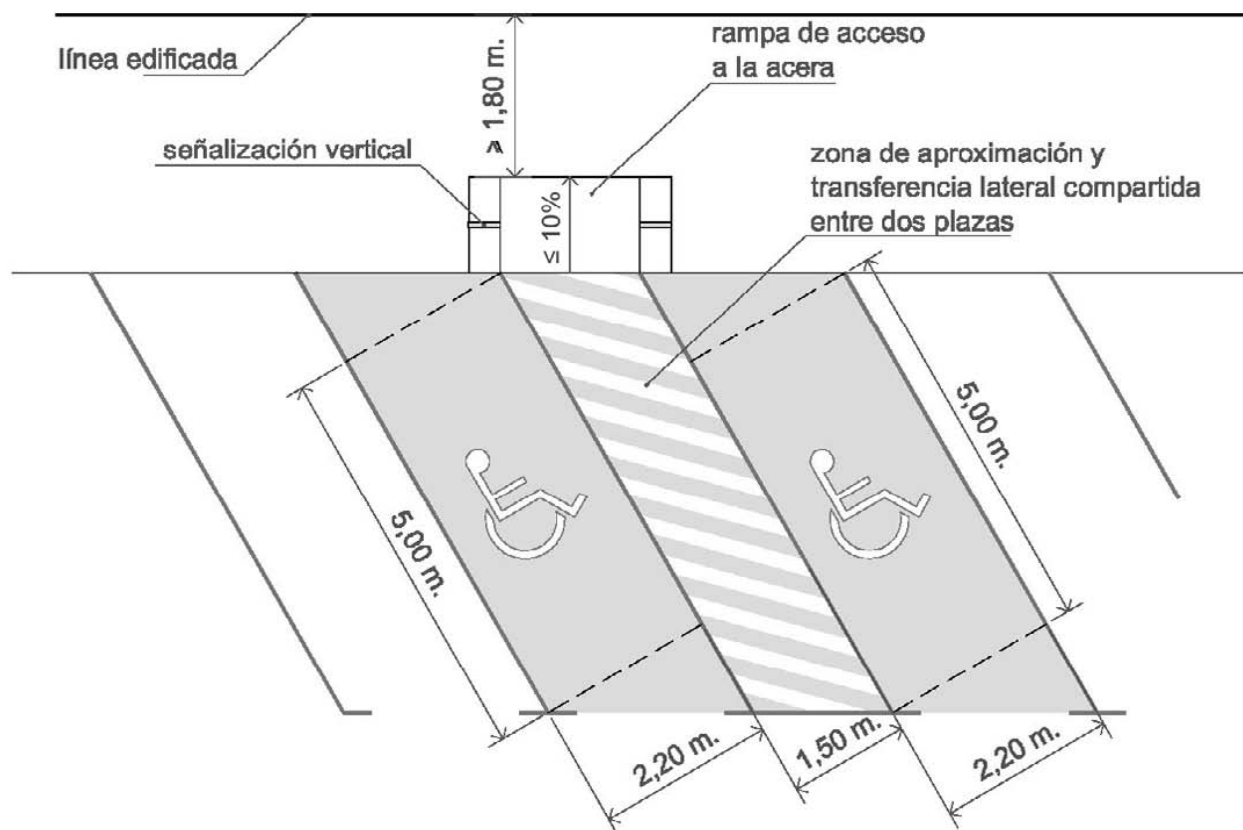 línea edificada
⩾ 1,80 m.
rampa de acceso
a la acera
señalización vertical
≤ 10%
zona de aproximación y
transferencia lateral compartida
entre dos plazas
5,00 m.
5,00 m.
2,20 m.
1,50 m.
2,20 m.